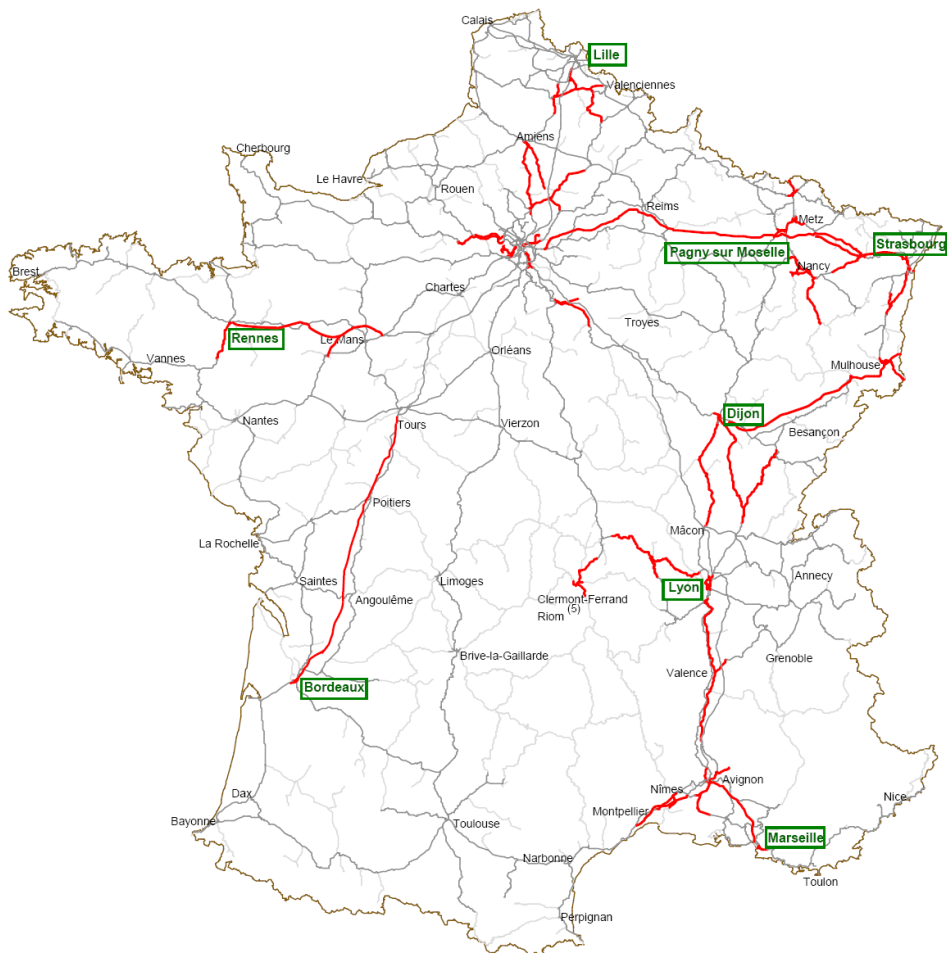 Calais
Lille
Valenciennes
Amiens
Cherbourg
Le Havre
Rouen
Reims
Metz
Strasbourg
Pagny sur Moselle
Nancy
Brest
Chartes
Troyes
Rennes
Le Mans
Vannes
Orléans
Mulhouse
Dijon
Nantes
Tours
Vierzon
Besançon
Poitiers
Mâcon
La Rochelle
Saintes
Limoges
Annecy
Lyon
Angoulême
Clermont-Ferrand
(5)
Riom
Brive-la-Gaillarde
Grenoble
Valence
Bordeaux
Avignon
Nîmes
Dax
Montpellier
Nice
Bayonne
Toulouse
Marseille
Narbonne
Toulon
Perpignan